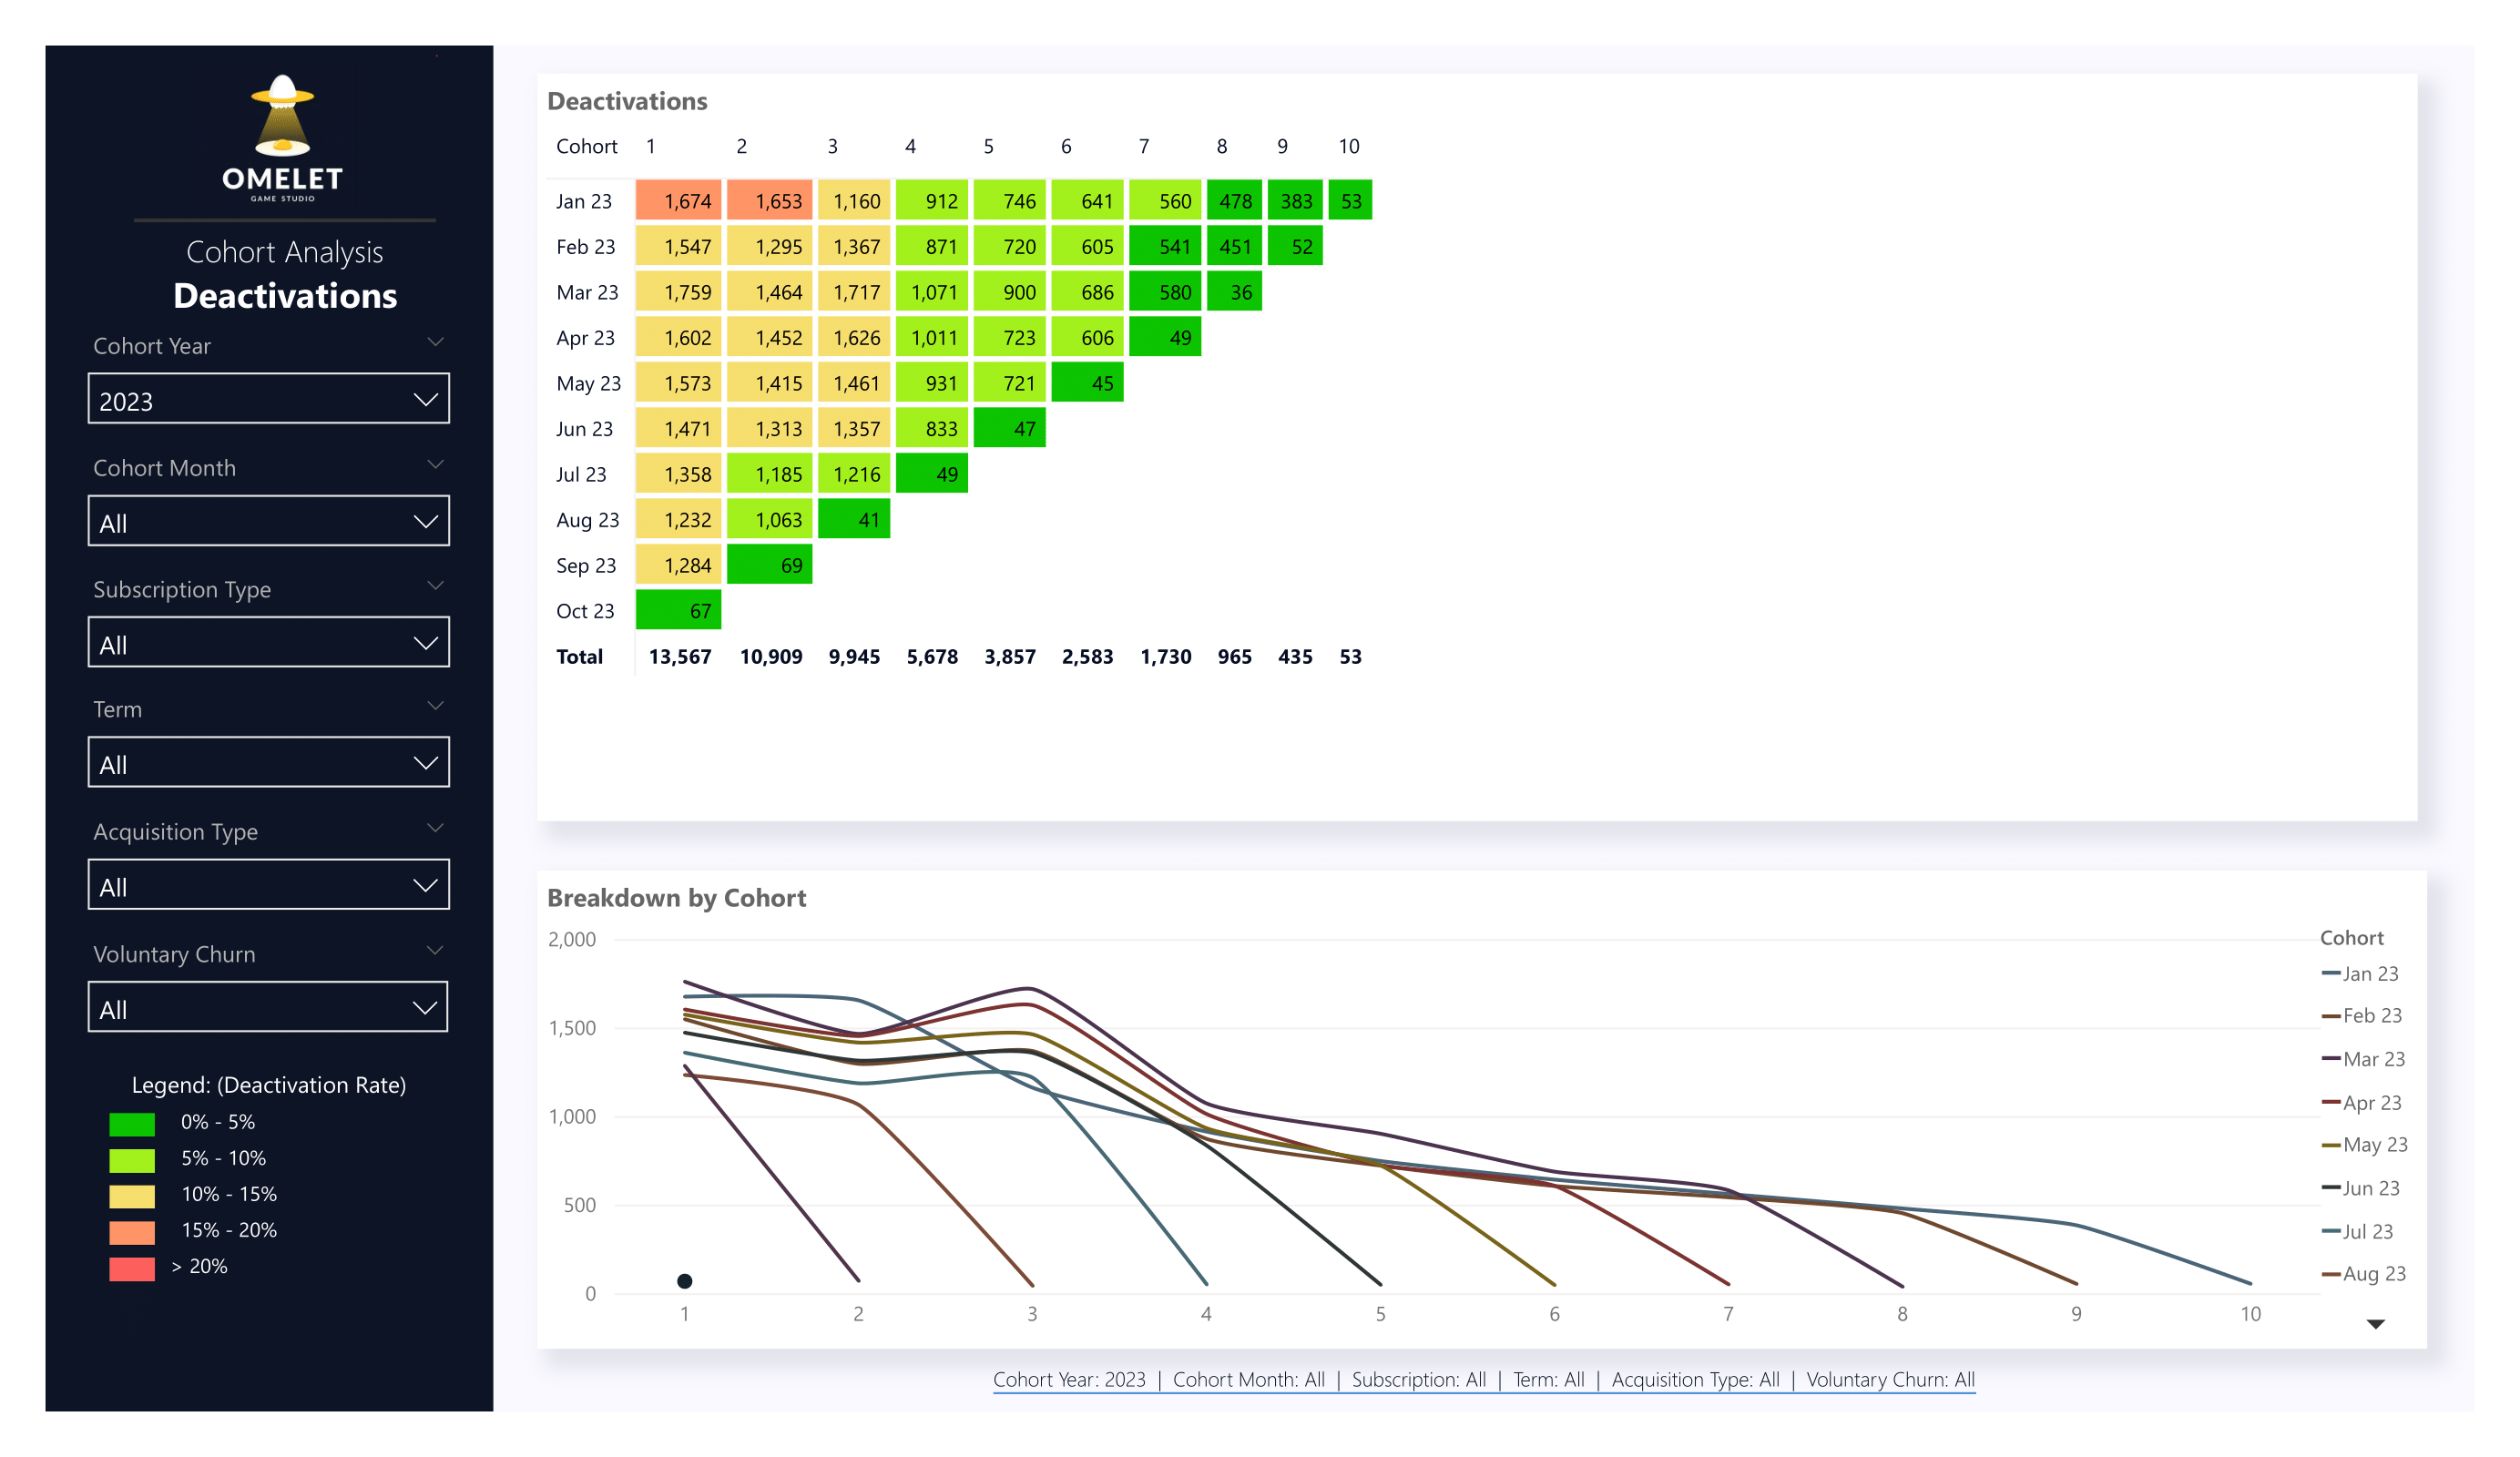 OMELET
GAME STUDIO
Cohort Analysis
Deactivations
Cohort Year
2023
Cohort Month
All
Subscription Type
All
Term
All
Acquisition Type
All
Voluntary Churn
All
Legend: (Deactivation Rate)
0% - 5%
5% - 10%
10% - 15%
15% - 20%
> 20%
Deactivations
Cohort 1 2 3 4 5 6 7 8 9 10
Jan 23 1,674 1,653 1,160 912 746 641 560 478 383 53
Feb 23 1,547 1,295 1,367 871 720 605 541 451 52
Mar 23 1,759 1,464 1,717 1,071 900 686 580 36
Apr 23 1,602 1,452 1,626 1,011 723 606 49
May 23 1,573 1,415 1,461 931 721 45
Jun 23 1,471 1,313 1,357 833 47
Jul 23 1,358 1,185 1,216 49
Aug 23 1,232 1,063 41
Sep 23 1,284 69
Oct 23 67
Total 13,567 10,909 9,945 5,678 3,857 2,583 1,730 965 435 53
Breakdown by Cohort
2,000
1,500
1,000
500
0
1 2 3 4 5 6 7 8 9 10
Cohort
Jan 23
Feb 23
Mar 23
Apr 23
May 23
Jun 23
Jul 23
Aug 23
Cohort Year: 2023 | Cohort Month: All | Subscription: All | Term: All | Acquisition Type: All | Voluntary Churn: All